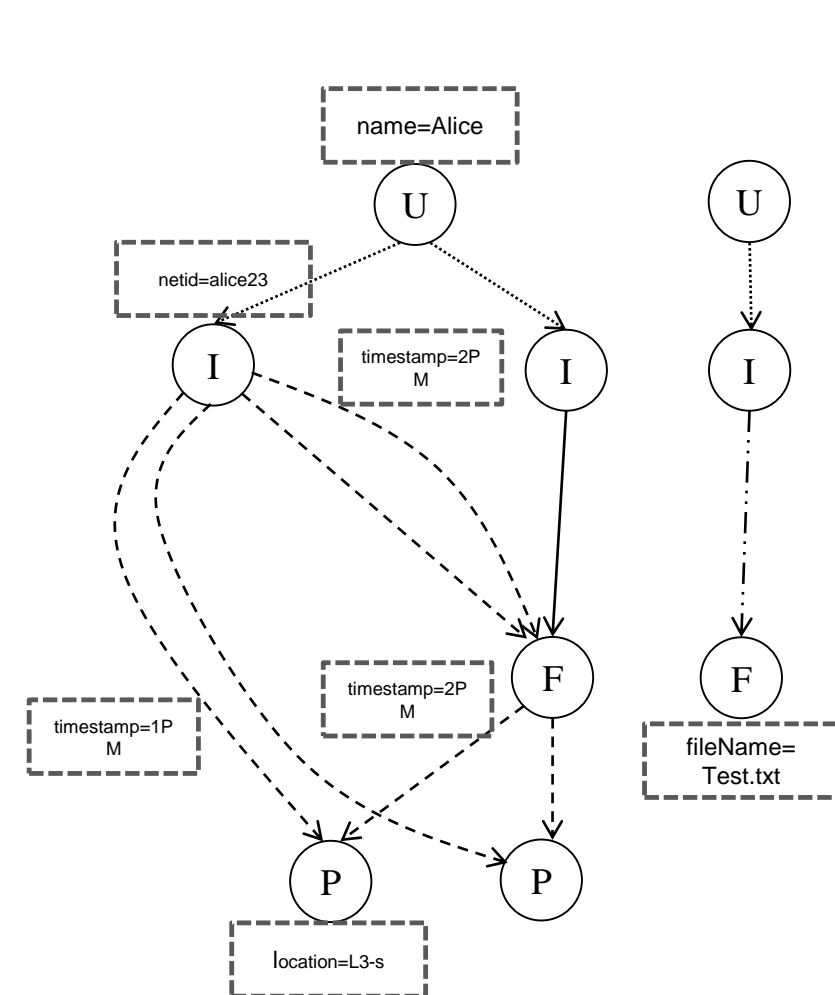 name=Alice
U
U
netid=alice23
I
timestamp=2P
M
I
I
F
F
timestamp=2P
M
timestamp=1P
M
fileName=
Test.txt
P
P
location=L3-s